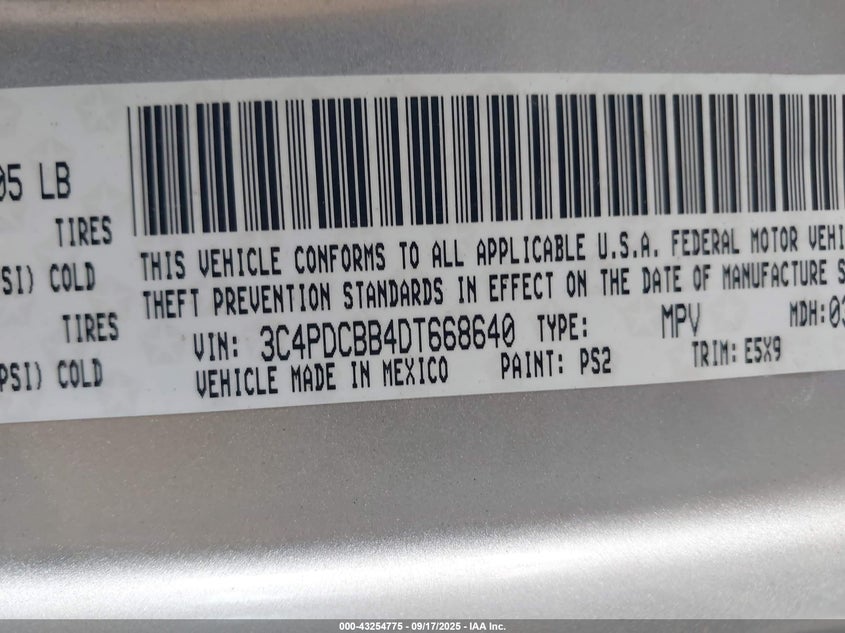 05 LB
TIRES
SI) COLD
TIRES
PSI) COLD
THIS VEHICLE CONFORMS TO ALL APPLICABLE U.S.A. FEDERAL MOTOR VEHI
THEFT PREVENTION STANDARDS IN EFFECT ON THE DATE OF MANUFACTURE S
VIN: 3C4PDCBB4DT668640 TYPE: MPV MDH:03
VEHICLE MADE IN MEXICO PAINT: PS2 TRIM: E5X9
000-43254775 - 09/17/2025 - IAA Inc.